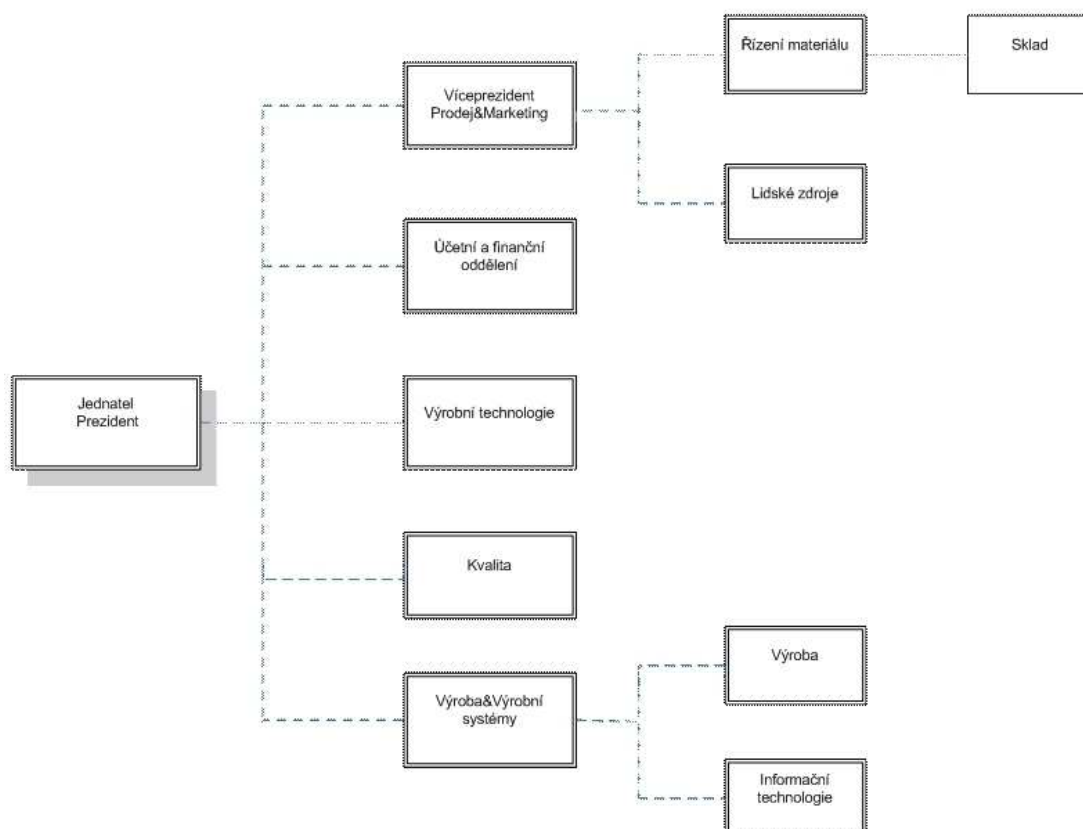 Řízení materiálu
Sklad
Víceprezident
Prodej&Marketing
Lidské zdroje
Účetní a finanční
oddělení
Jednatel
Prezident
Výrobní technologie
Kvalita
Výroba
Výroba&Výrobní
systémy
Informační
technologie